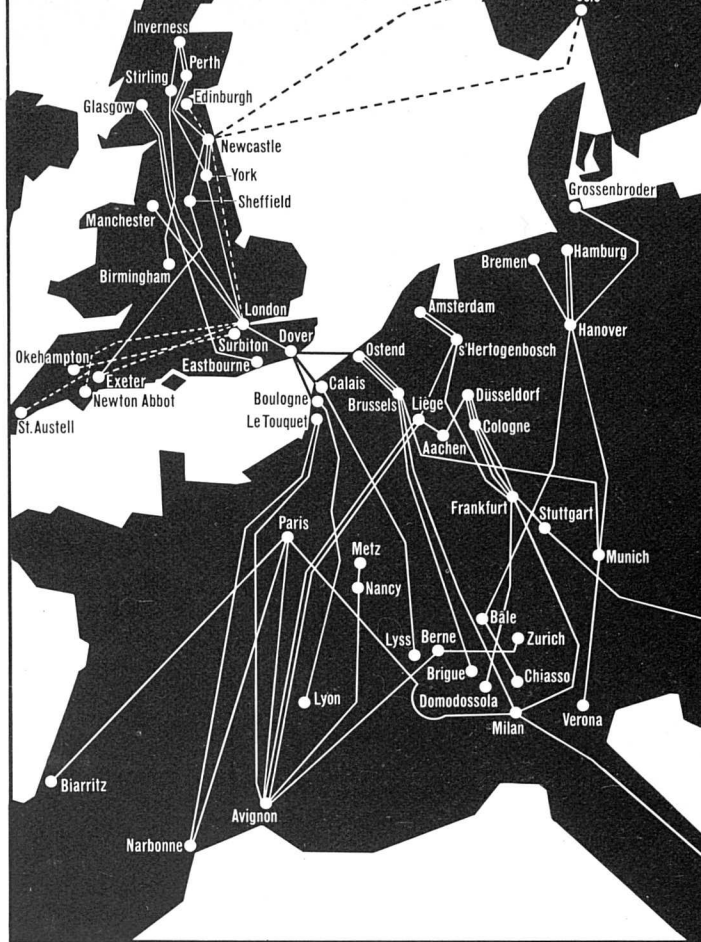 Inverness
Perth
Stirling
Edinburgh
Glasgow
Newcastle
York
Sheffield
Manchester
Birmingham
Grossenbroder
Hamburg
Bremen
Hanover
Amsterdam
s'Hertogenbosch
London
Surbiton
Dover
Ostend
Okehampton
Exeter
Eastbourne
Newton Abbot
St. Austell
Calais
Boulogne
Le Touquet
Brussels
Liège
Düsseldorf
Cologne
Aachen
Frankfurt
Stuttgart
Munich
Paris
Metz
Nancy
Bâle
Zurich
Berne
Lyss
Brigue
Chiasso
Domodossola
Lyon
Milan
Verona
Biarritz
Avignon
Narbonne